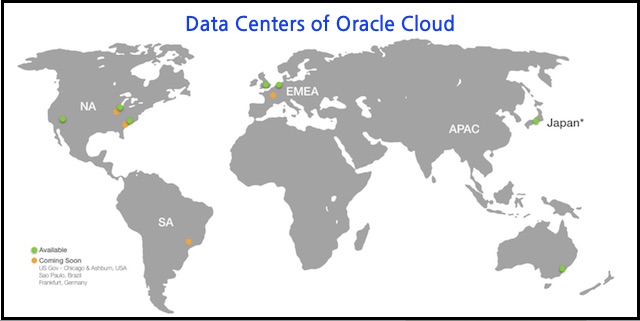 Data Centers of Oracle Cloud
NA
EMEA
APAC
Japan*
SA
Available
Coming Soon
US Gov - Chicago & Ashburn, USA
Sao Paulo, Brazil
Frankfurt, Germany